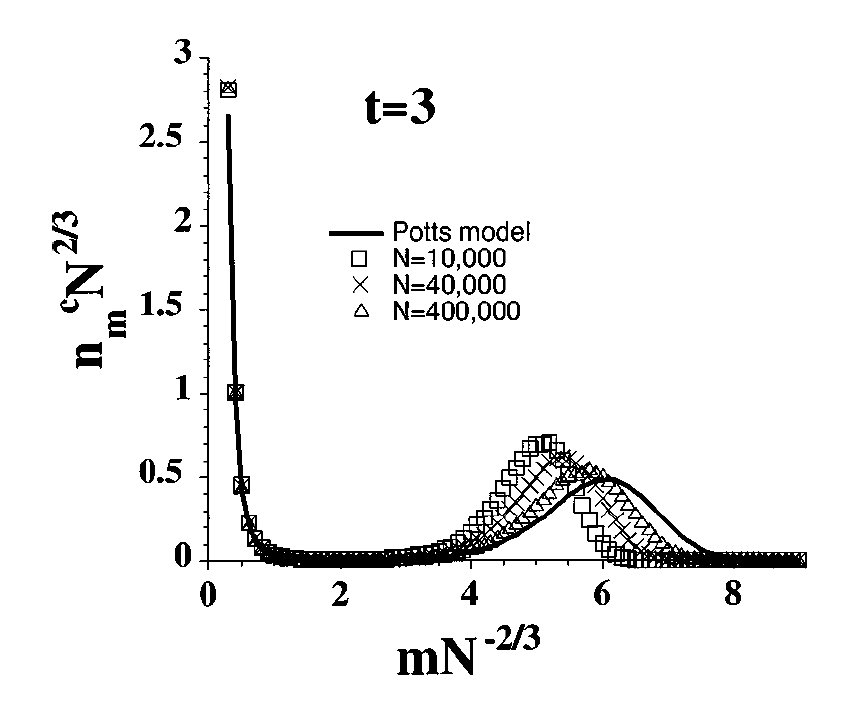 3
2.5
2
1.5
1
0.5
0
t=3
Potts model
N=10,000
N=40,000
N=400,000
n_m^c N^{2/3}
0 2 4 6 8
mN^{-2/3}